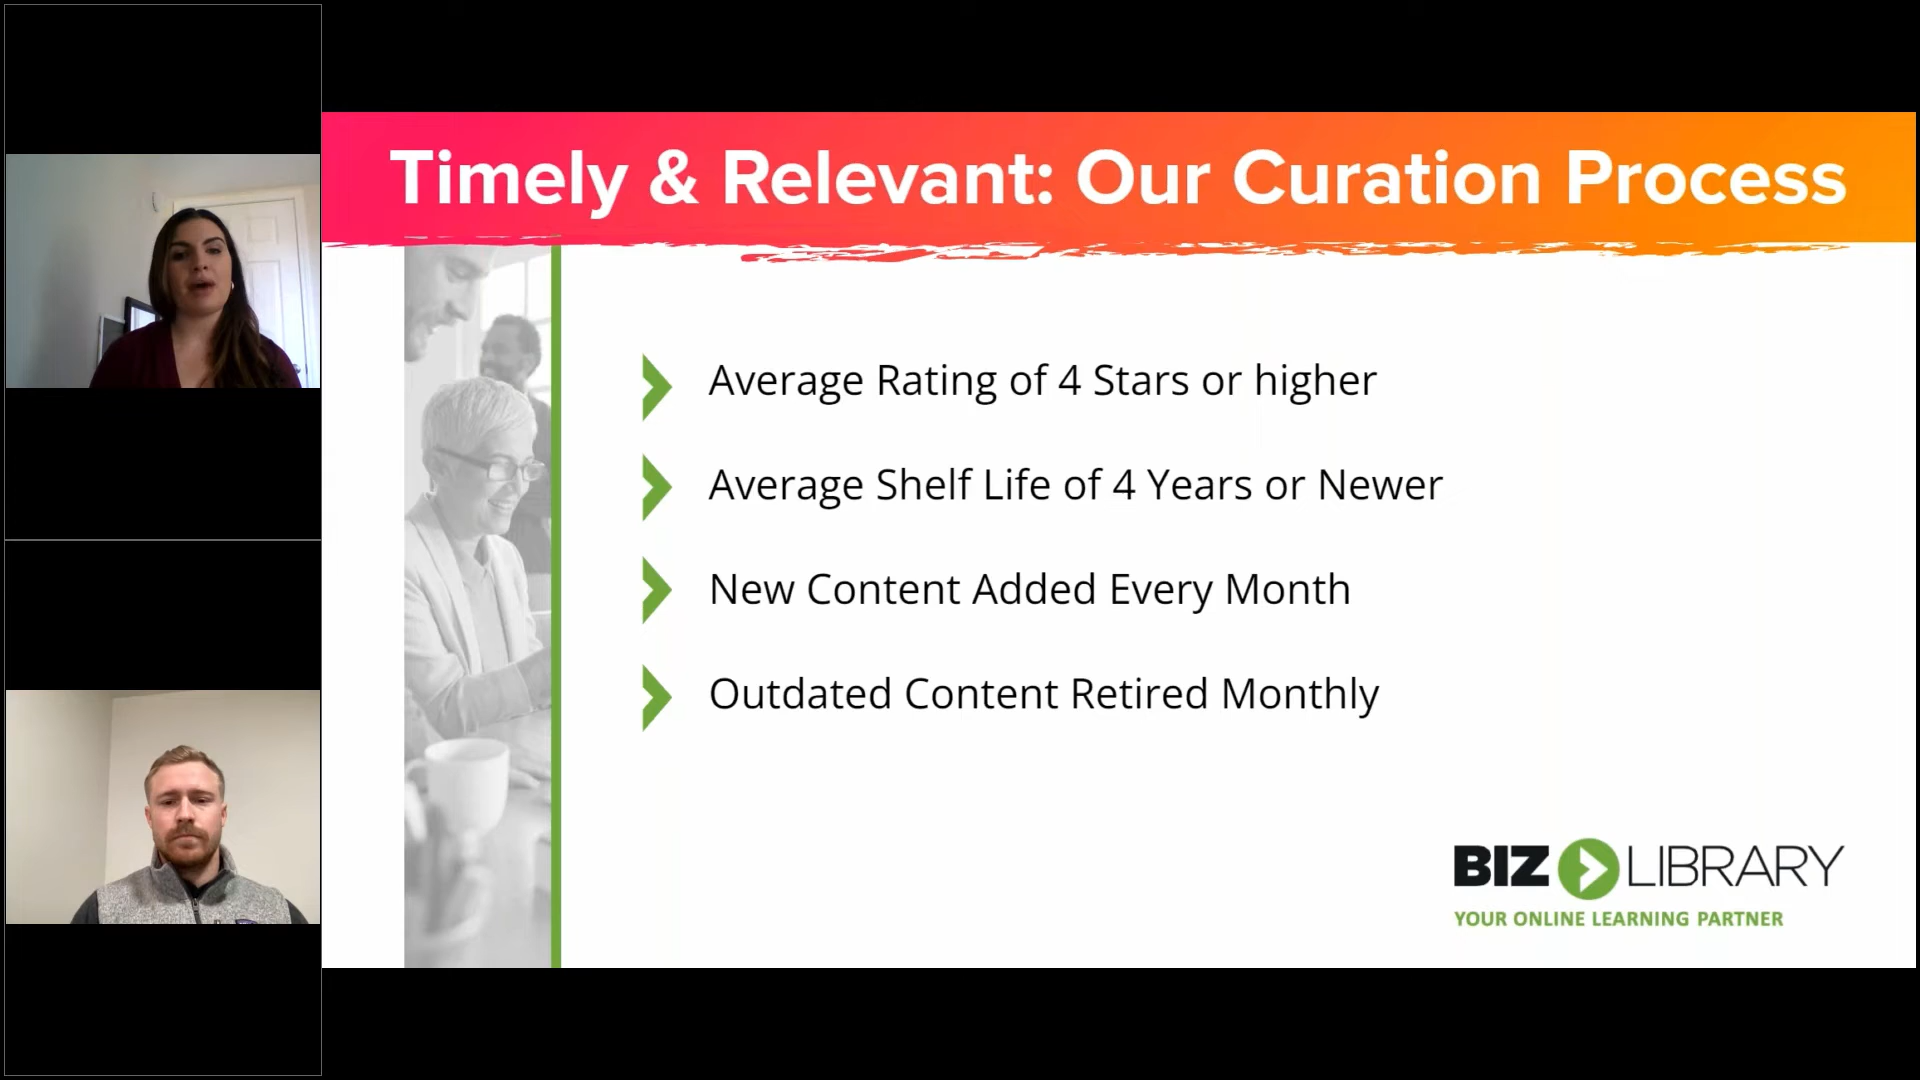 Timely & Relevant: Our Curation Process
Average Rating of 4 Stars or higher
Average Shelf Life of 4 Years or Newer
New Content Added Every Month
Outdated Content Retired Monthly
BIZ LIBRARY
YOUR ONLINE LEARNING PARTNER